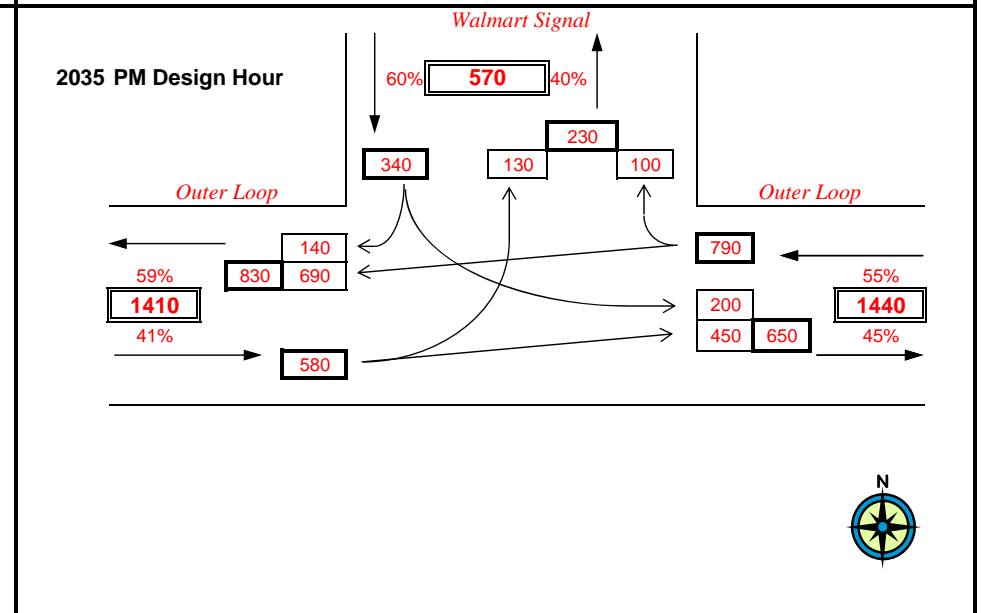 Walmart Signal
2035 PM Design Hour
60% 570 40%
230
340 130 100
Outer Loop Outer Loop
140 790
59% 830 690 55%
1410 200 1440
41% 450 650 45%
580
N